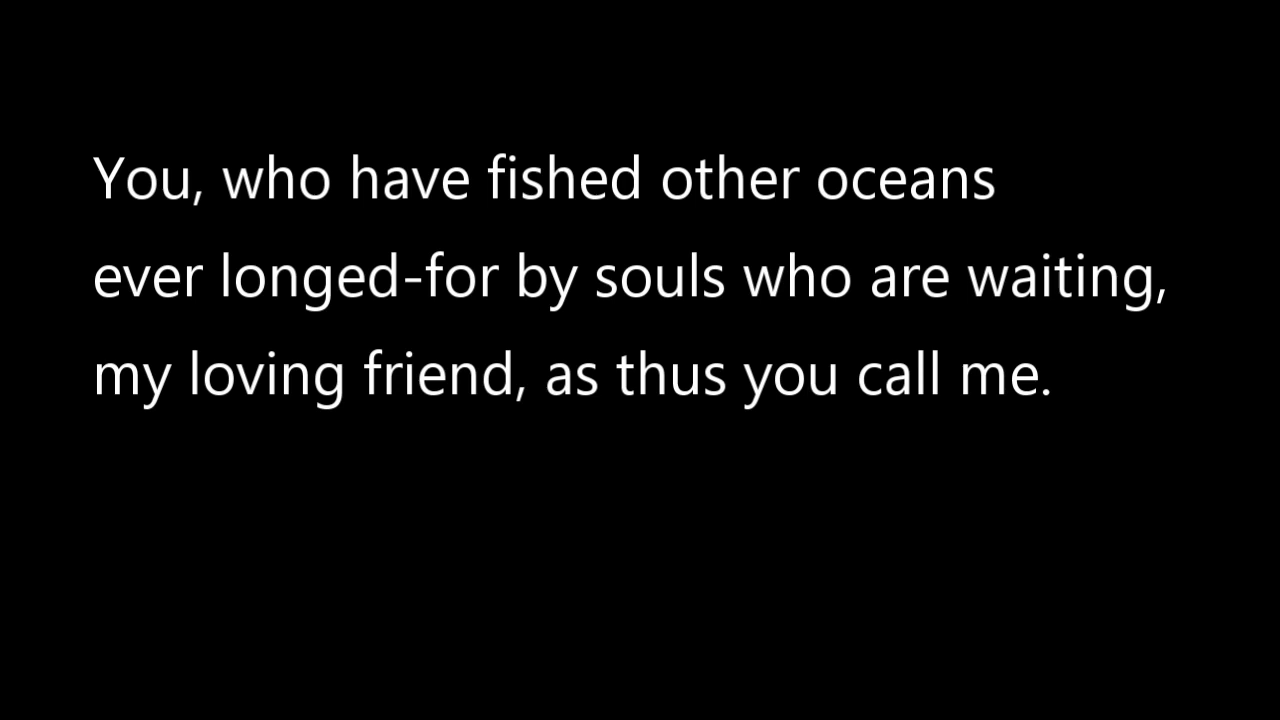 You, who have fished other oceans
ever longed-for by souls who are waiting,
my loving friend, as thus you call me.